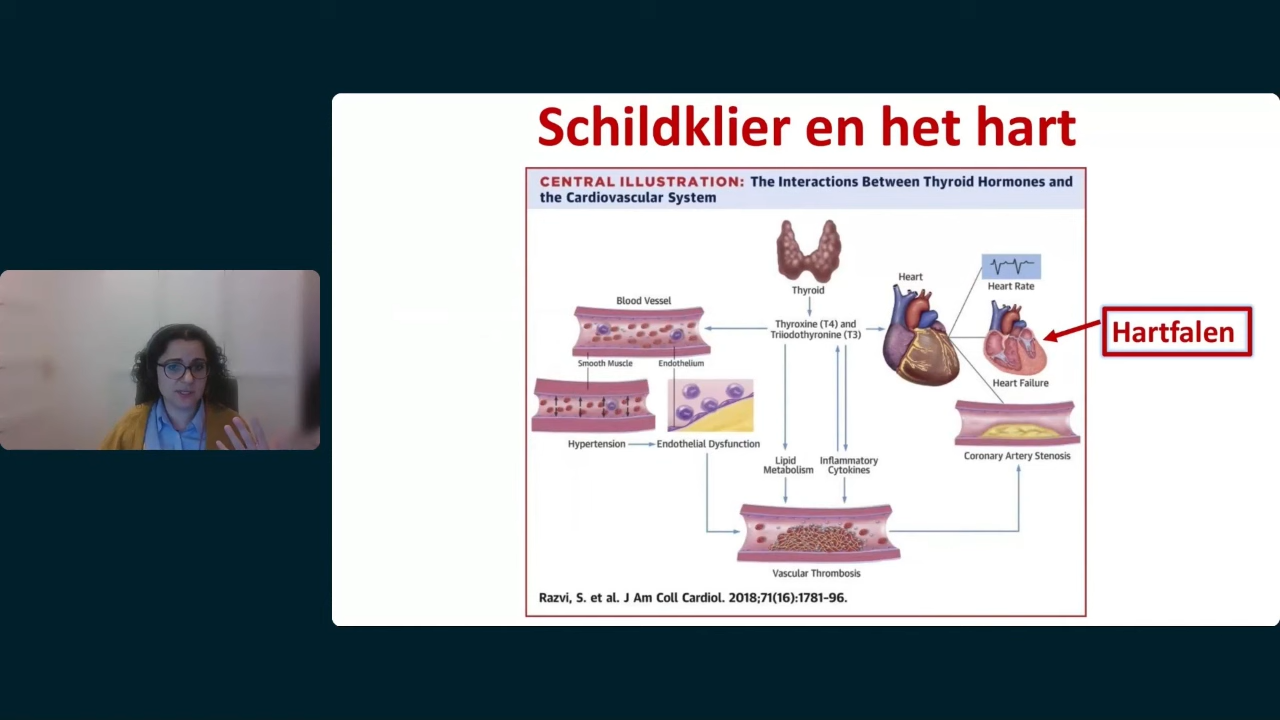 Schildklier en het hart
CENTRAL ILLUSTRATION: The Interactions Between Thyroid Hormones and
the Cardiovascular System
Thyroid
Heart
Heart Rate
Blood Vessel
Thyroxine (T4) and
Triiodothyronine (T3)
Hartfalen
Smooth Muscle
Endothelium
Heart Failure
Hypertension
Endothelial Dysfunction
Lipid
Metabolism
Inflammatory
Cytokines
Coronary Artery Stenosis
Vascular Thrombosis
Razvi, S. et al. J Am Coll Cardiol. 2018;71(16):1781-96.